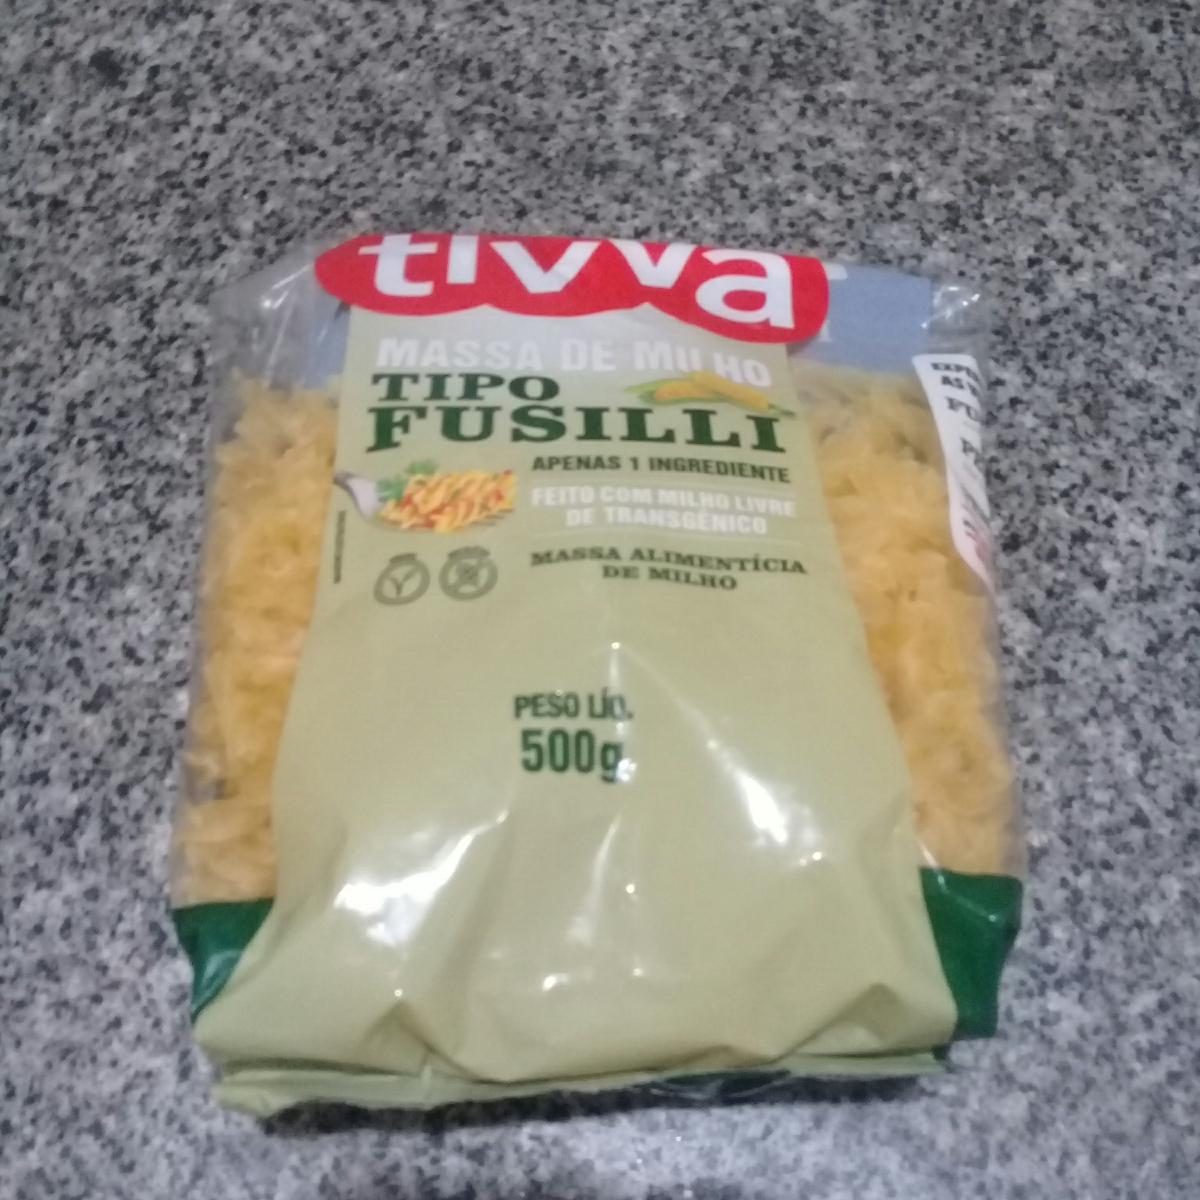 tivva
MASSA DE MILHO
TIPO
FUSILLI
APENAS 1 INGREDIENTE
FEITO COM MILHO LIVRE
DE TRANSGÊNICO
MASSA ALIMENTÍCIA
DE MILHO
PESO LÍQ.
500g